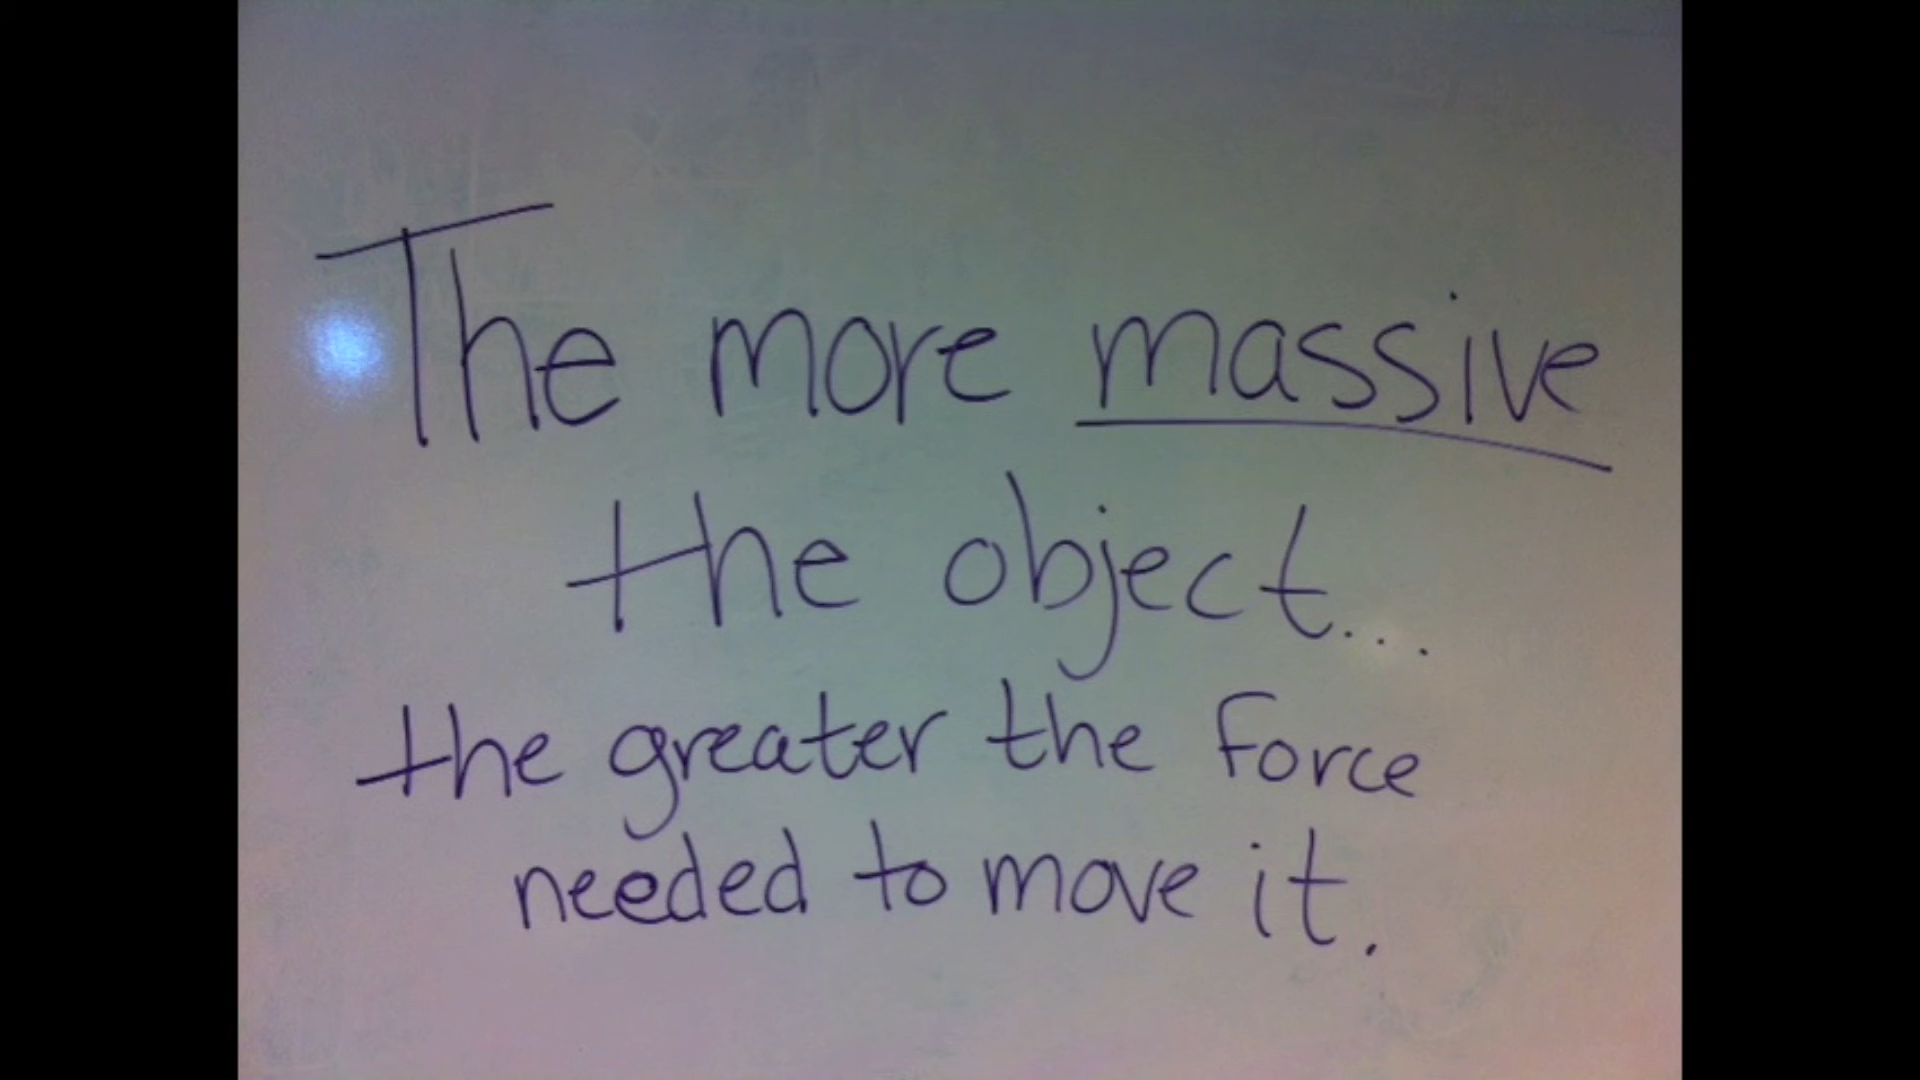 The more massive
the object...
the greater the force
needed to move it.